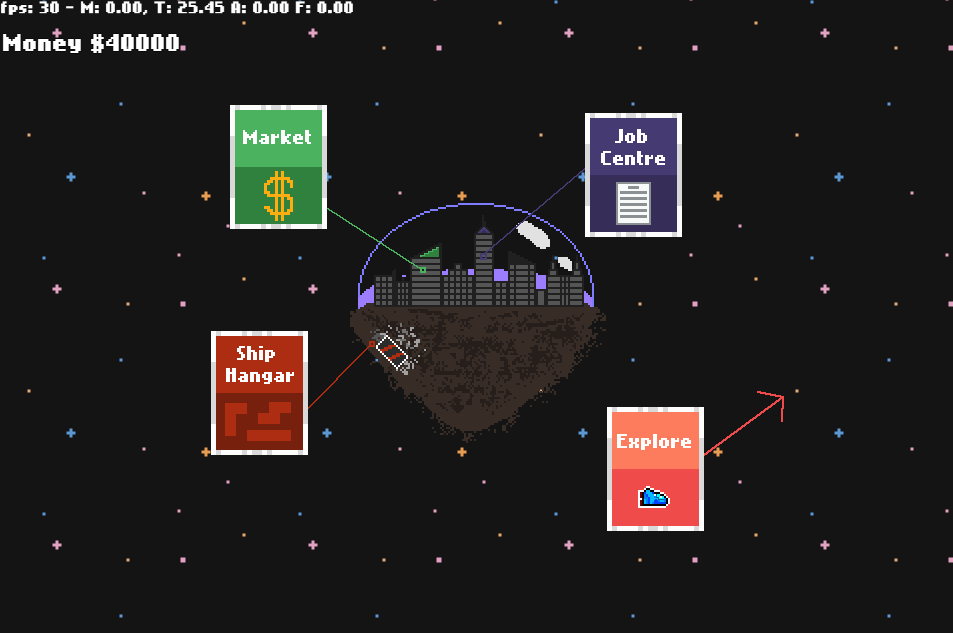 fps: 30 - M: 0.00, T: 25.45 A: 0.00 F: 0.00
Money $40000
Market
$
Job
Centre
Ship
Hangar
Explore